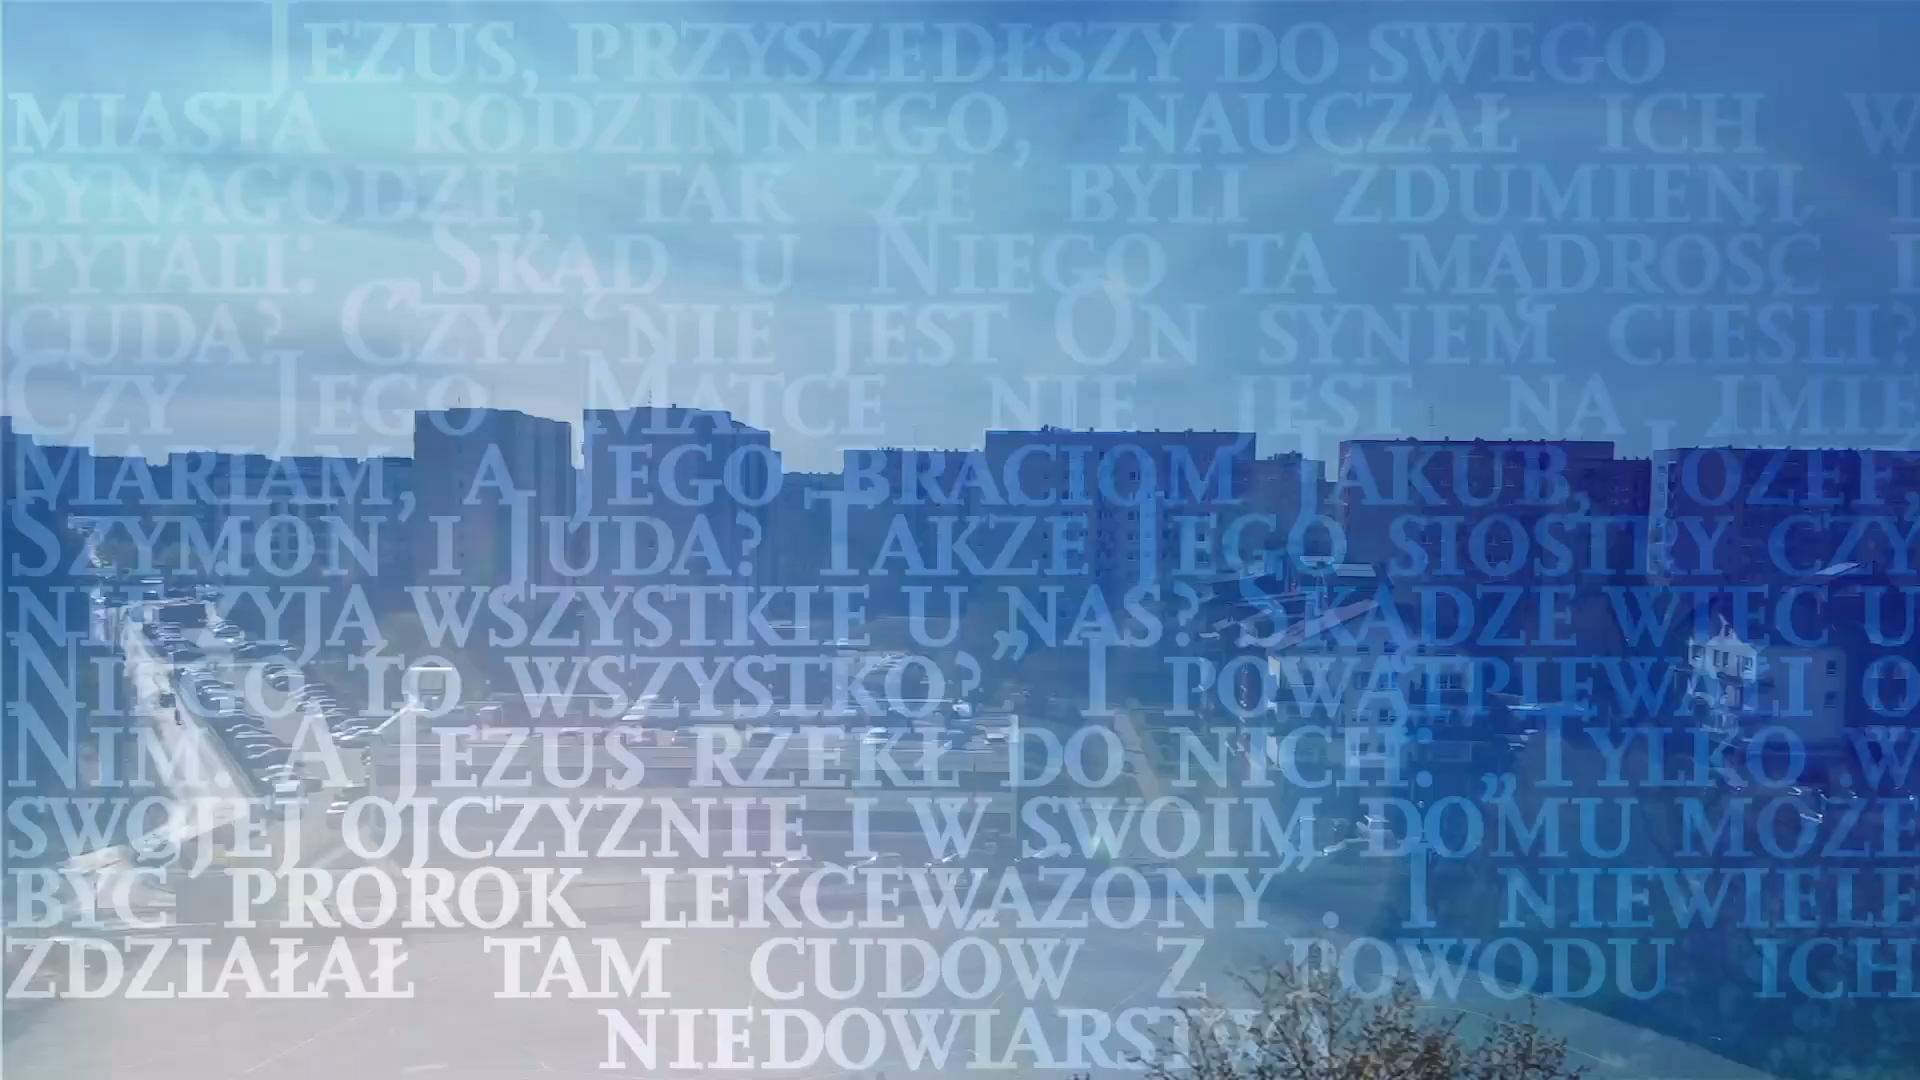 Jezus, przyszedłszy do swego
miasta rodzinnego, nauczał ich w
synagodze, tak że byli zdumieni i
pytali: „Skąd u Niego ta mądrość i
cuda? Czyż nie jest On synem cieśli?
Czy Jego Matce nie jest na imię
Mariam, a Jego braciom Jakub, Józef,
Szymon i Juda? Także Jego siostry czy
nie żyją wszystkie u nas? Skądże więc u
Niego to wszystko?” I powątpiewali o
Nim. A Jezus rzekł do nich: „Tylko w
swojej ojczyźnie i w swoim domu może
być prorok lekceważony”. I niewiele
zdziałał tam cudów z powodu ich
niedowiarstwa